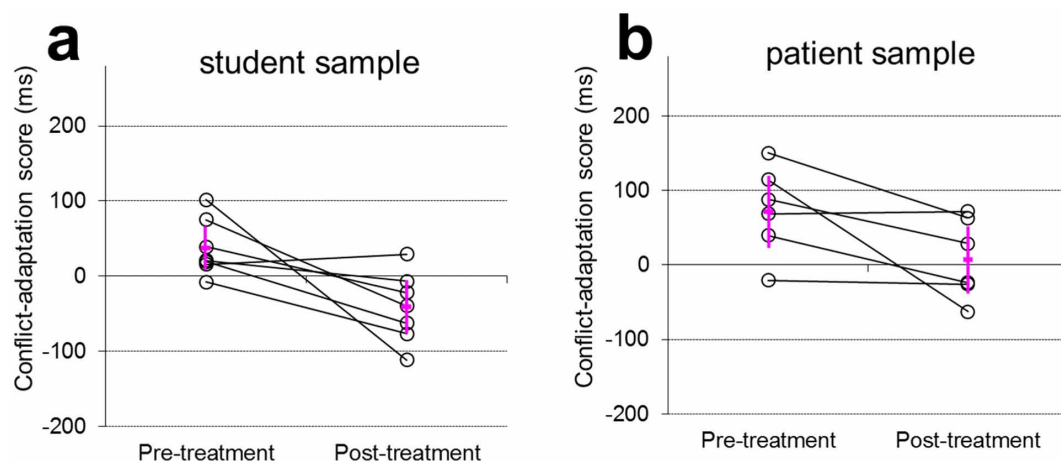 a
student sample
Conflict-adaptation score (ms)
200
100
0
-100
-200
Pre-treatment
Post-treatment
b
patient sample
Conflict-adaptation score (ms)
200
100
0
-100
-200
Pre-treatment
Post-treatment